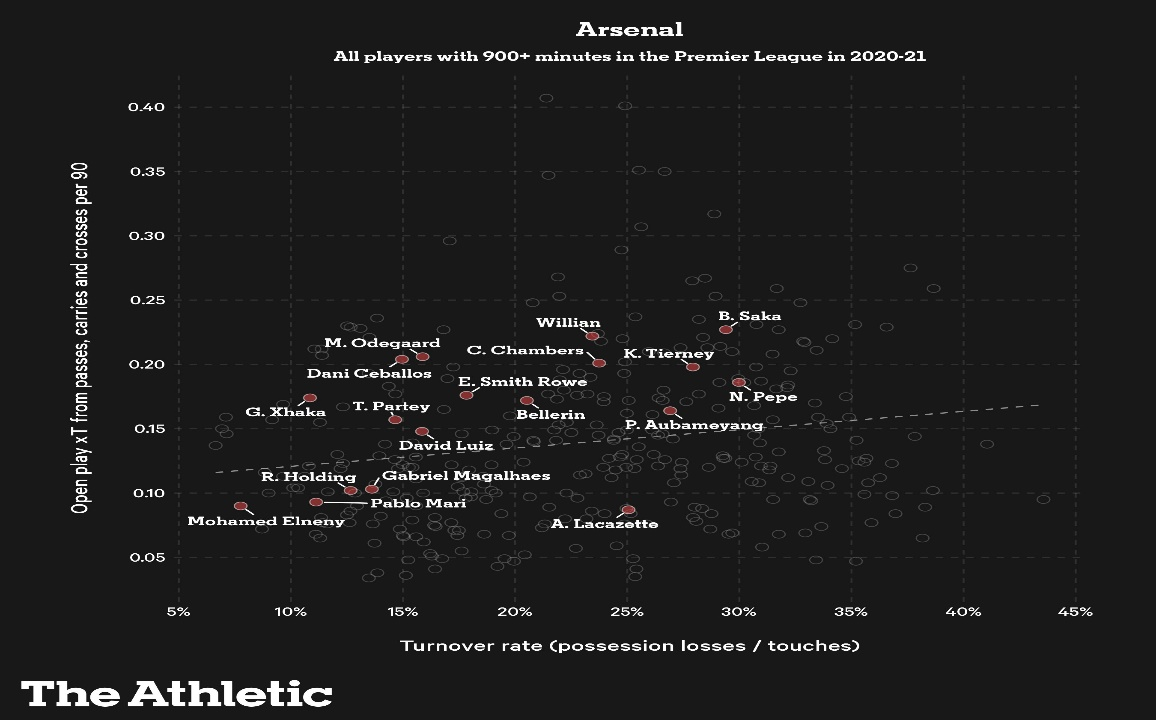 Arsenal
All players with 900+ minutes in the Premier League in 2020-21
Open play xT from passes, carries and crosses per 90
0.40
0.35
0.30
0.25
0.20
0.15
0.10
0.05
B. Saka
Willian
M. Odegaard
C. Chambers
K. Tierney
Dani Ceballos
E. Smith Rowe
N. Pepe
T. Partey
G. Xhaka
Bellerin
P. Aubameyang
David Luiz
R. Holding
Gabriel Magalhaes
Pablo Mari
Mohamed Elneny
A. Lacazette
5% 10% 15% 20% 25% 30% 35% 40% 45%
Turnover rate (possession losses / touches)
The Athletic